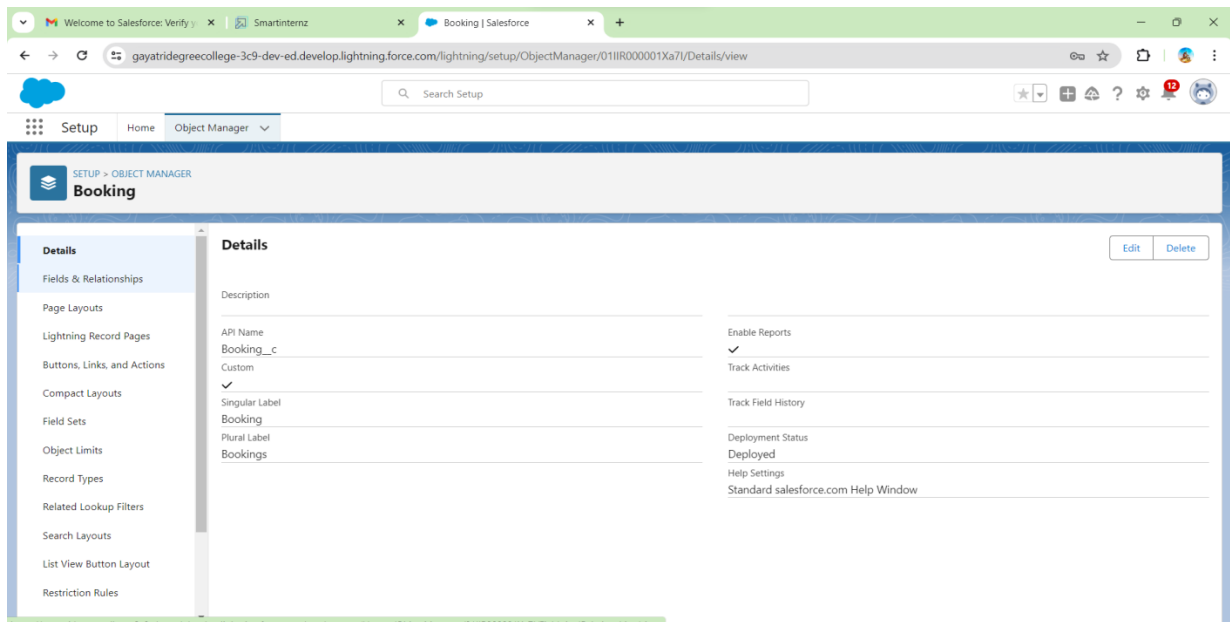 Welcome to Salesforce: Verify y
Smartinternz
Booking | Salesforce
gayatridegreecollege-3c9-dev-ed.develop.lightning.force.com/lightning/setup/ObjectManager/01IIR000001Xa7I/Details/view
Search Setup
12
Setup
Home
Object Manager
SETUP > OBJECT MANAGER
Booking
Details
Fields & Relationships
Page Layouts
Lightning Record Pages
Buttons, Links, and Actions
Compact Layouts
Field Sets
Object Limits
Record Types
Related Lookup Filters
Search Layouts
List View Button Layout
Restriction Rules
Details
Edit
Delete
Description
API Name
Booking__c
Custom
Singular Label
Booking
Plural Label
Bookings
Enable Reports
Track Activities
Track Field History
Deployment Status
Deployed
Help Settings
Standard salesforce.com Help Window